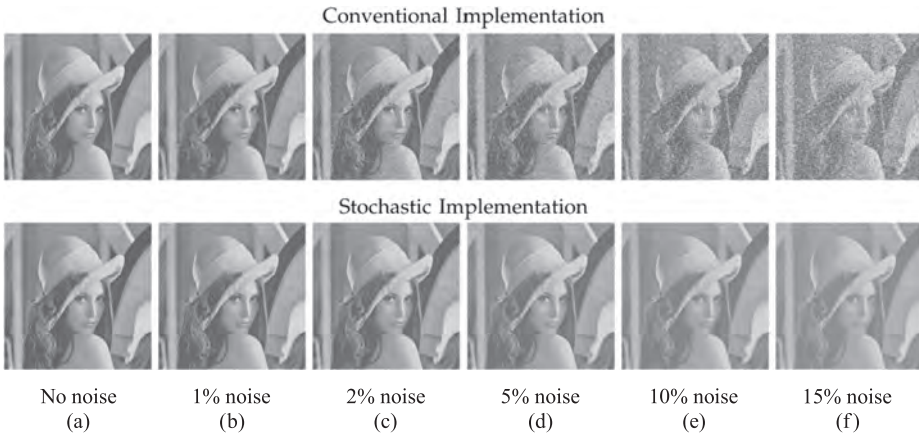 Conventional Implementation
Stochastic Implementation
No noise 1% noise 2% noise 5% noise 10% noise 15% noise
(a) (b) (c) (d) (e) (f)